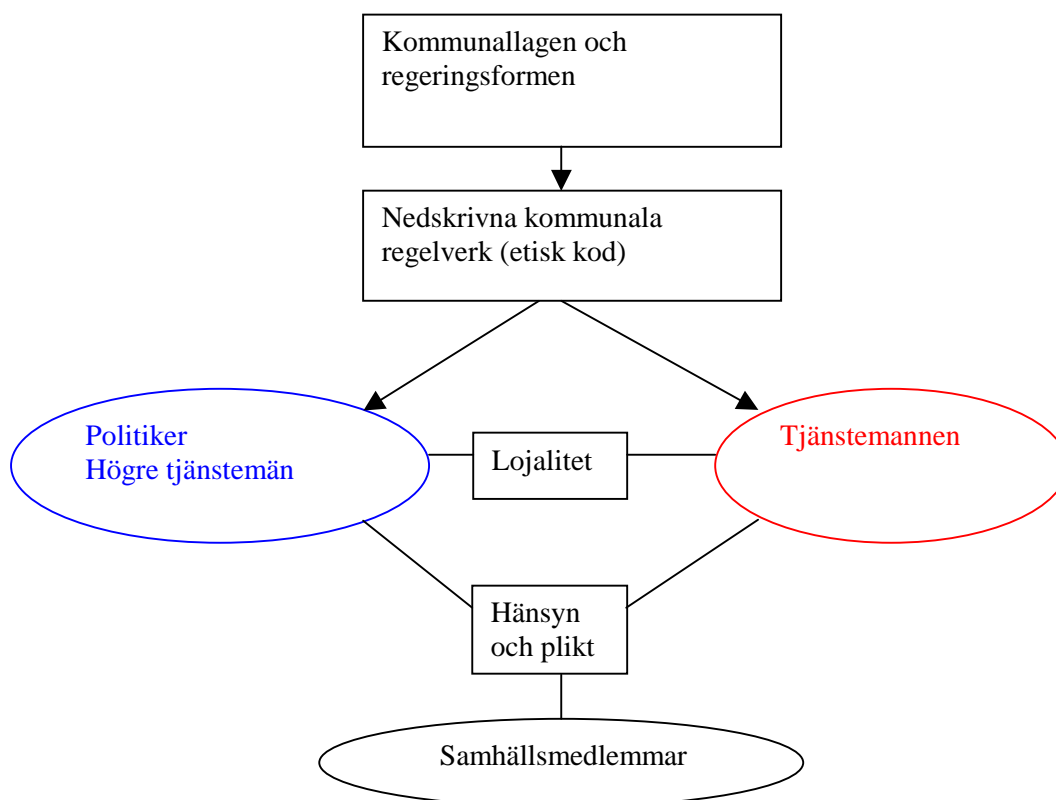 Kommunallagen och
regeringsformen
Nedskrivna kommunala
regelverk (etisk kod)
Politiker
Högre tjänstemän
Lojalitet
Tjänstemannen
Hänsyn
och plikt
Samhällsmedlemmar